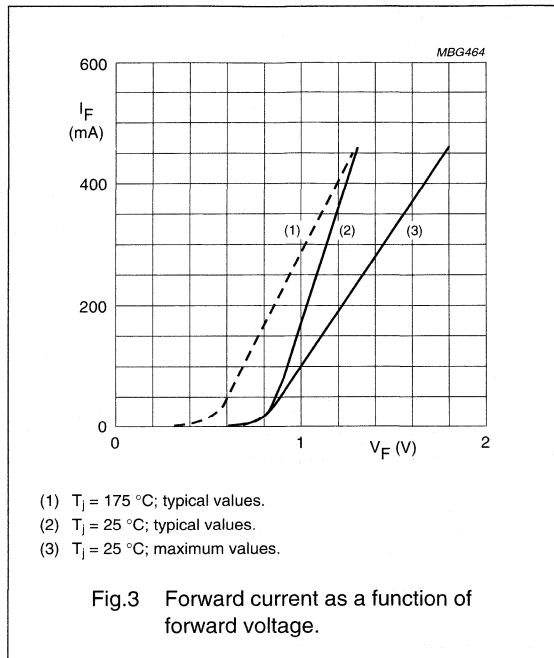 MBG464
600
I_F
(mA)
400
(1)
(2)
(3)
200
0
0
1
V_F (V)
2
(1) T_j = 175 °C; typical values.
(2) T_j = 25 °C; typical values.
(3) T_j = 25 °C; maximum values.
Fig.3 Forward current as a function of
forward voltage.